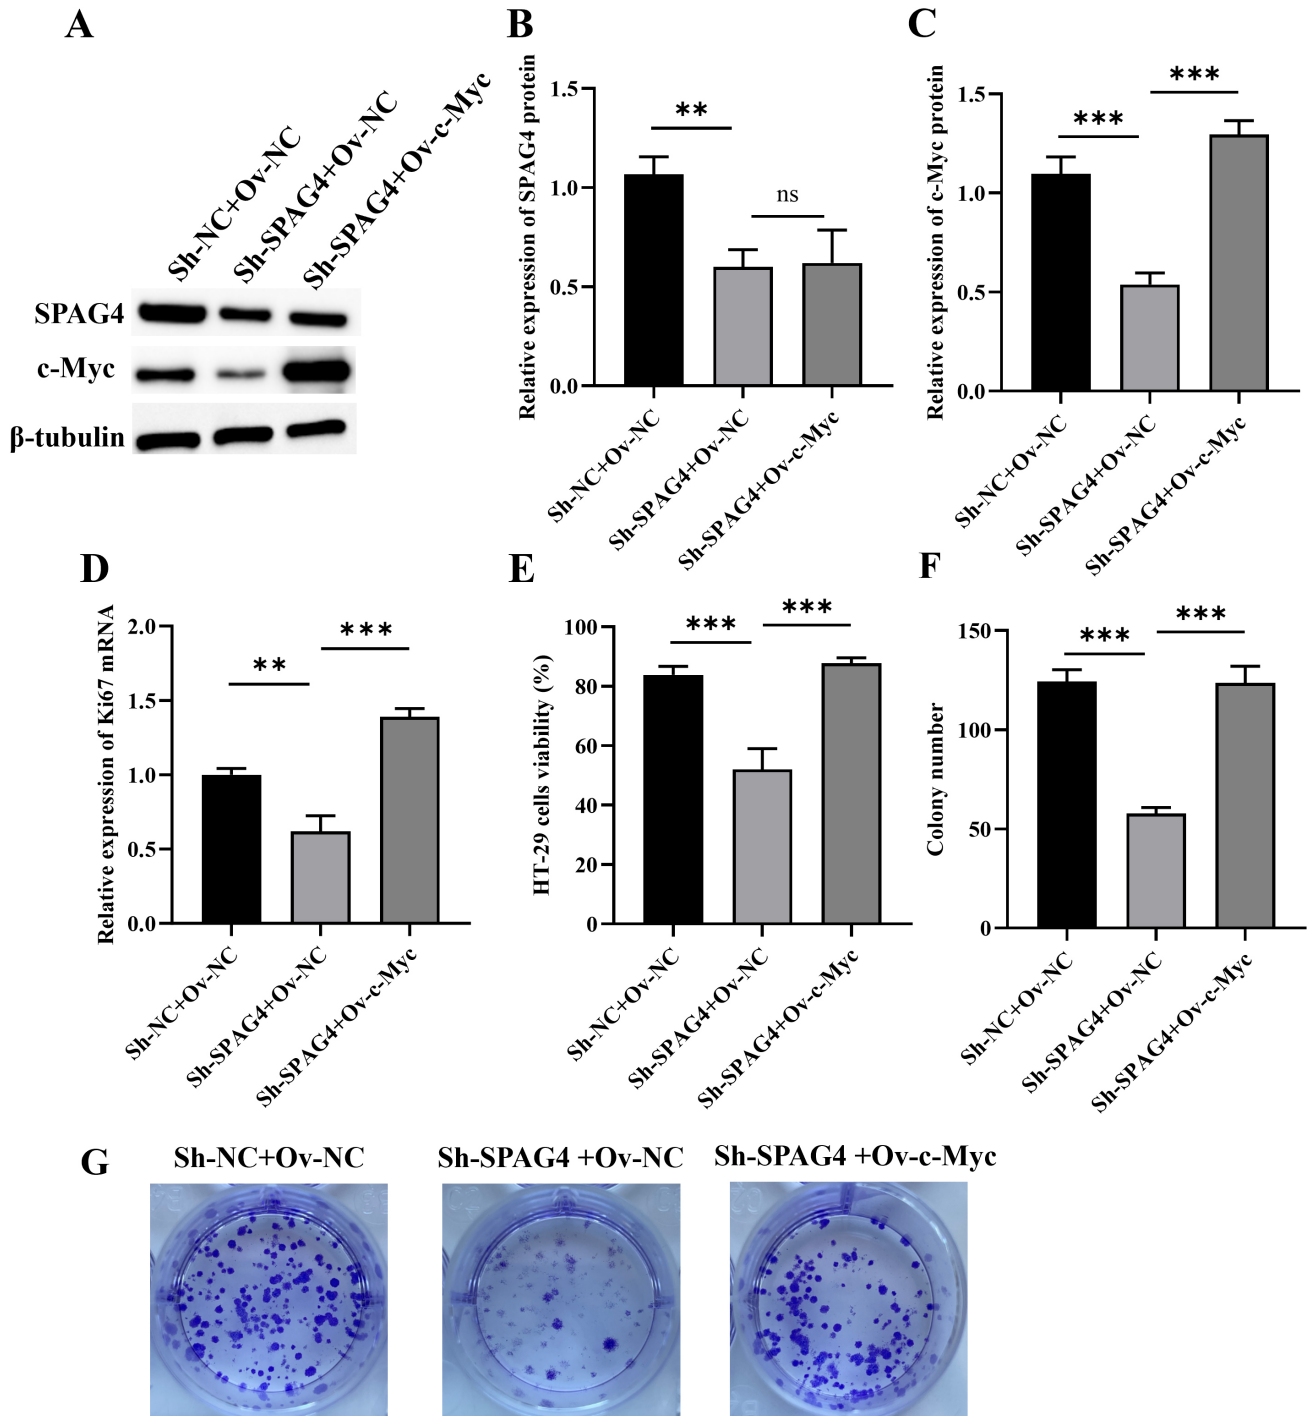 A
Sh-NC+Ov-NC
Sh-SPAG4+Ov-NC
Sh-SPAG4+Ov-c-Myc
SPAG4
c-Myc
β-tubulin
B
Relative expression of SPAG4 protein
1.5
1.0
0.5
0.0
**
ns
Sh-NC+Ov-NC
Sh-SPAG4+Ov-NC
Sh-SPAG4+Ov-c-Myc
C
Relative expression of c-Myc protein
1.5
1.0
0.5
0.0
***
***
Sh-NC+Ov-NC
Sh-SPAG4+Ov-NC
Sh-SPAG4+Ov-c-Myc
D
Relative expression of Ki67 mRNA
2.0
1.5
1.0
0.5
0.0
**
***
Sh-NC+Ov-NC
Sh-SPAG4+Ov-NC
Sh-SPAG4+Ov-c-Myc
E
HT-29 cells viability (%)
100
80
60
40
20
0
***
***
Sh-NC+Ov-NC
Sh-SPAG4+Ov-NC
Sh-SPAG4+Ov-c-Myc
F
Colony number
150
100
50
0
***
***
Sh-NC+Ov-NC
Sh-SPAG4+Ov-NC
Sh-SPAG4+Ov-c-Myc
G
Sh-NC+Ov-NC
Sh-SPAG4 +Ov-NC
Sh-SPAG4 +Ov-c-Myc